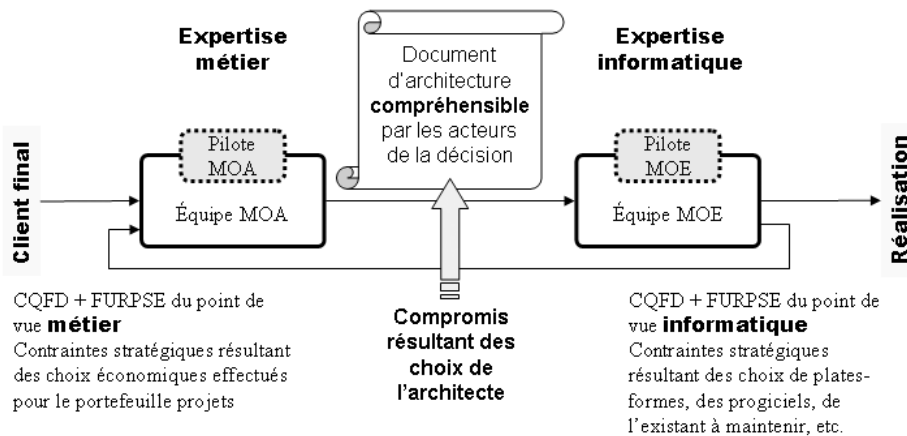 Expertise
métier
Document
d'architecture
compréhensible
par les acteurs
de la décision
Expertise
informatique
Client final
Pilote
MOA
Équipe MOA
Pilote
MOE
Équipe MOE
Réalisation
CQFD + FURPSE du point de
vue métier
Contraintes stratégiques résultant
des choix économiques effectués
pour le portefeuille projets
Compromis
résultant des
choix de
l'architecte
CQFD + FURPSE du point de
vue informatique
Contraintes stratégiques
résultant des choix de plates-
formes, des progiciels, de
l'existant à maintenir, etc.